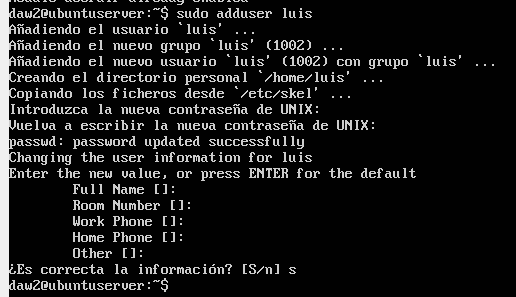 daw2@ubuntuserver:~$ sudo adduser luis
Añadiendo el usuario `luis' ...
Añadiendo el nuevo grupo `luis' (1002) ...
Añadiendo el nuevo usuario `luis' (1002) con grupo `luis' ...
Creando el directorio personal `/home/luis' ...
Copiando los ficheros desde `/etc/skel' ...
Introduzca la nueva contraseña de UNIX:
Vuelva a escribir la nueva contraseña de UNIX:
passwd: password updated successfully
Changing the user information for luis
Enter the new value, or press ENTER for the default
Full Name []:
Room Number []:
Work Phone []:
Home Phone []:
Other []:
¿Es correcta la información? [S/n] s
daw2@ubuntuserver:~$